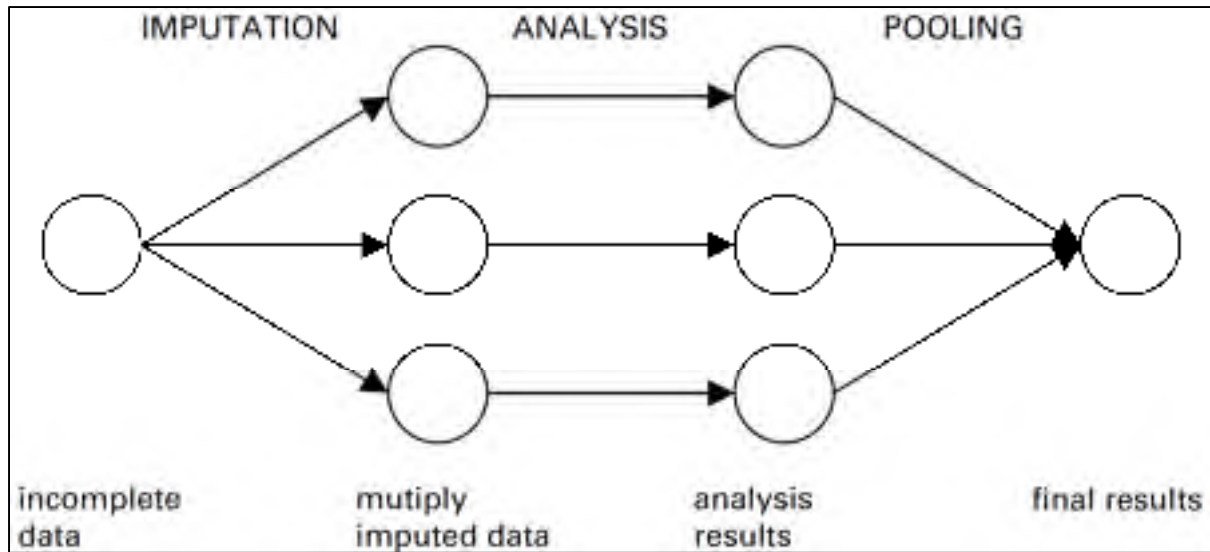 IMPUTATION ANALYSIS POOLING
incomplete data
mutiply imputed data
analysis results
final results